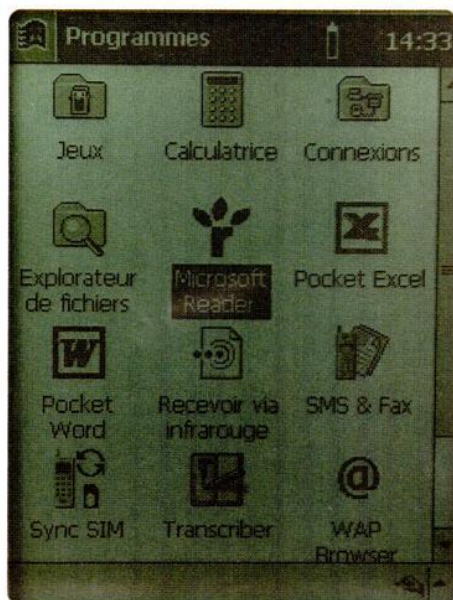 Programmes 14:33
Jeux Calculatrice Connexions
Explorateur Microsoft Pocket Excel
de fichiers Reader
Pocket Recevoir via SMS & Fax
Word infrarouge
Sync SIM Transcriber WAP
Browser